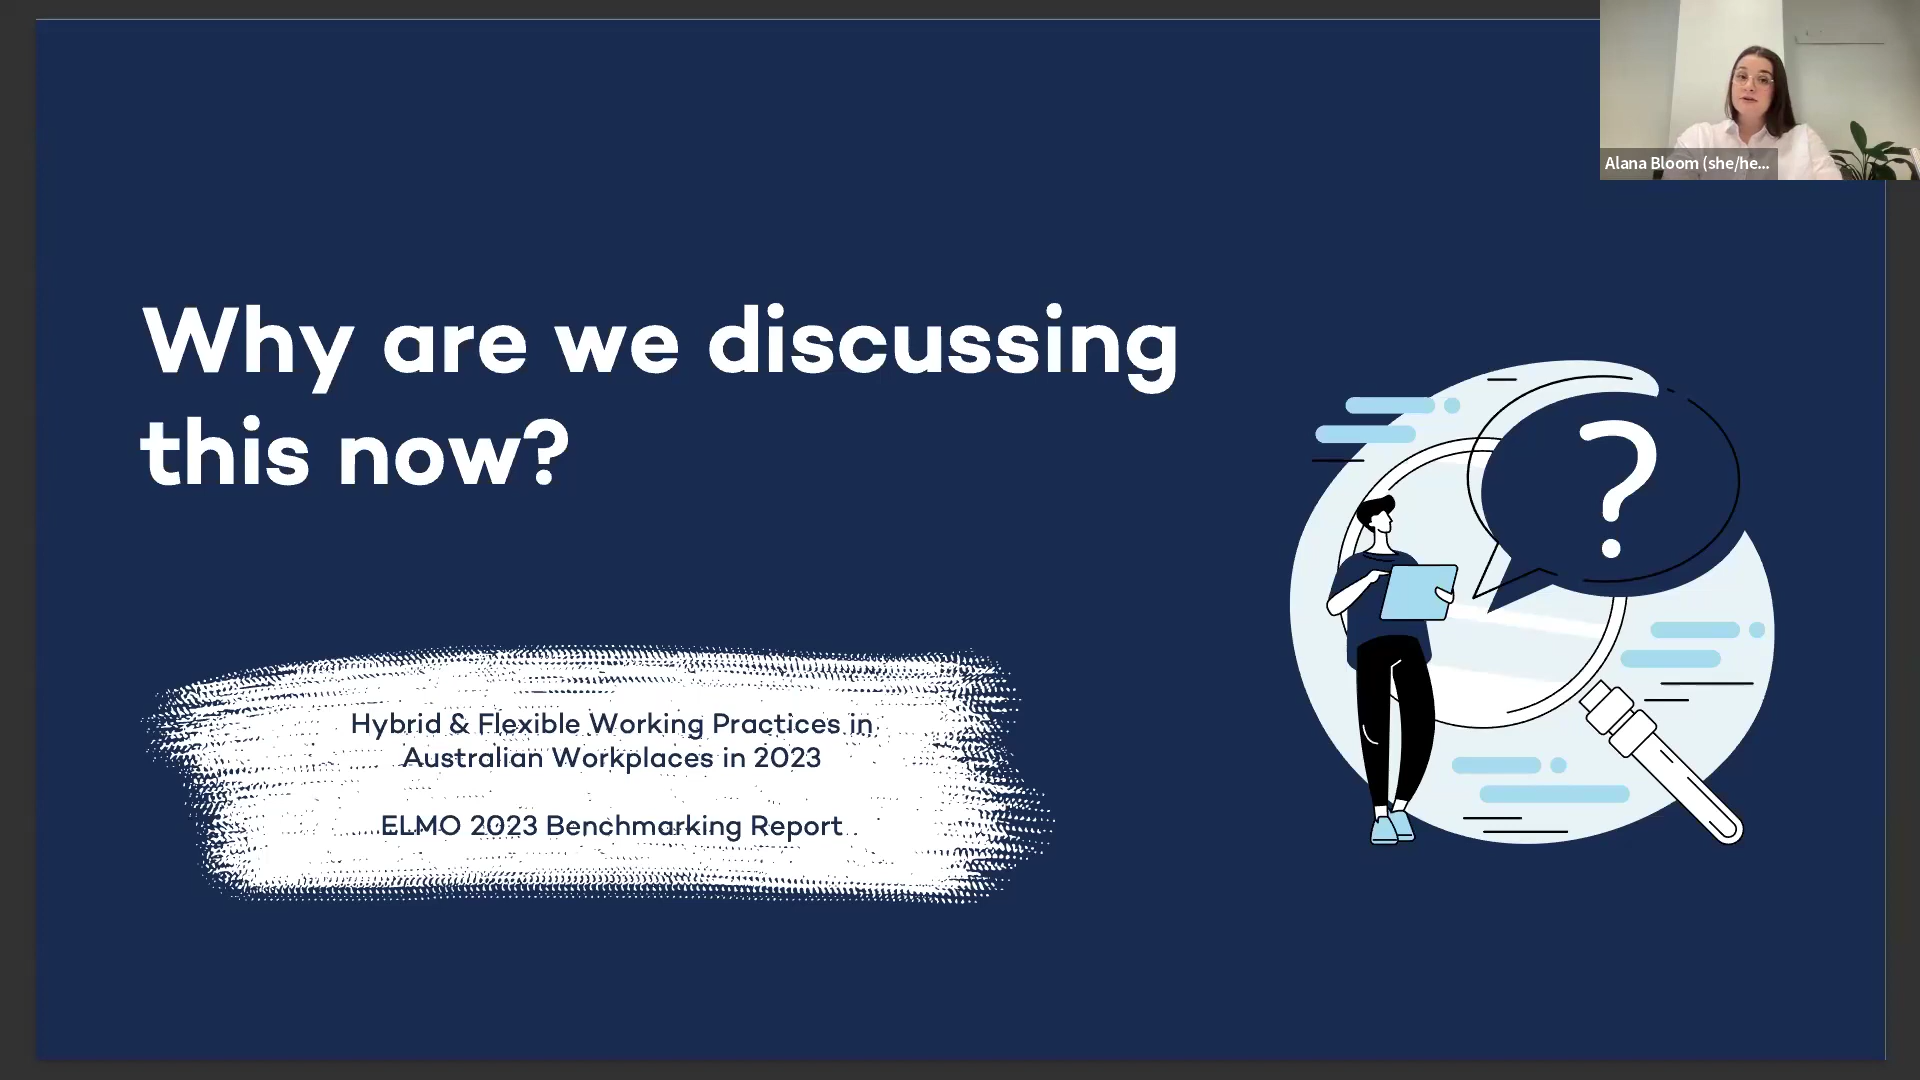 Alana Bloom (she/he...
Why are we discussing
this now?
?
Hybrid & Flexible Working Practices in
Australian Workplaces in 2023
ELMO 2023 Benchmarking Report